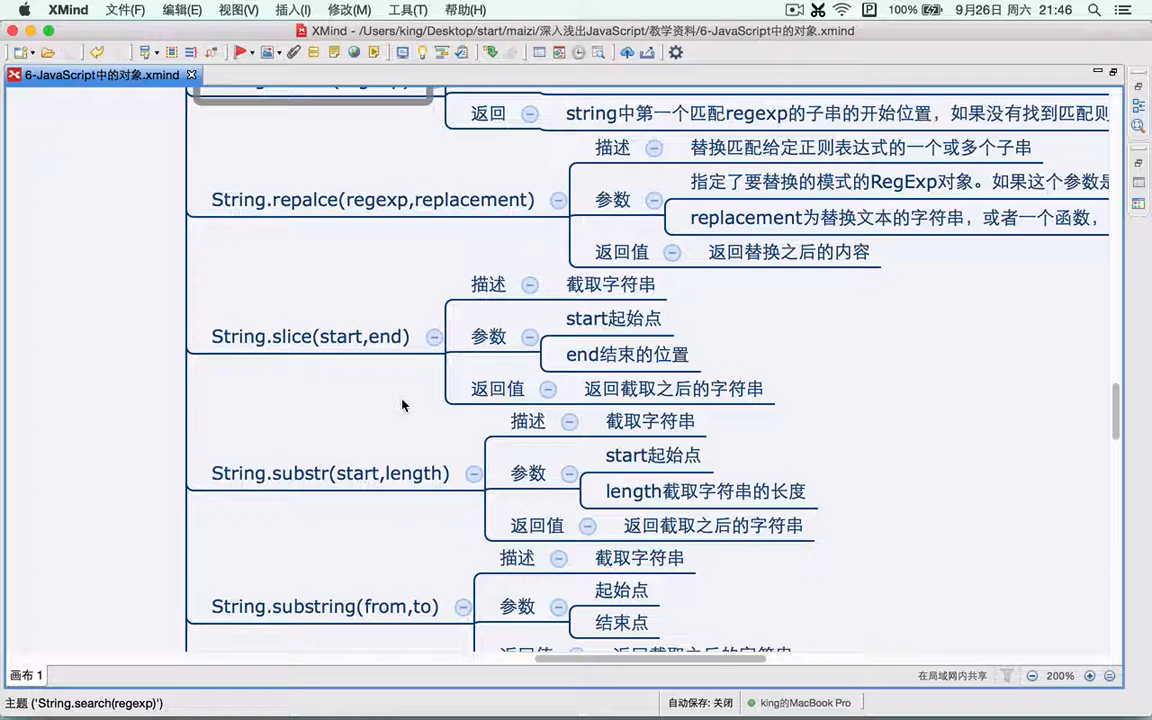 XMind 文件(F) 编辑(E) 视图(V) 插入(I) 修改(M) 工具(T) 帮助(H) 100% 9月26日 周六 21:46
XMind - /Users/king/Desktop/start/maizi/深入浅出JavaScript/教学资料/6-JavaScript中的对象.xmind
6-JavaScript中的对象.xmind
返回 string中第一个匹配regexp的子串的开始位置，如果没有找到匹配则
描述 替换匹配给定正则表达式的一个或多个子串
String.repalce(regexp,replacement) 参数 指定了要替换的模式的RegExp对象。如果这个参数是
replacement为替换文本的字符串，或者一个函数，
返回值 返回替换之后的内容
描述 截取字符串
String.slice(start,end) 参数 start起始点
end结束的位置
返回值 返回截取之后的字符串
描述 截取字符串
String.substr(start,length) 参数 start起始点
length截取字符串的长度
返回值 返回截取之后的字符串
描述 截取字符串
String.substring(from,to) 参数 起始点
结束点
返回值 返回截取之后的字符串
画布 1 在局域网内共享 200%
主题 ('String.search(regexp)') 自动保存: 关闭 king的MacBook Pro